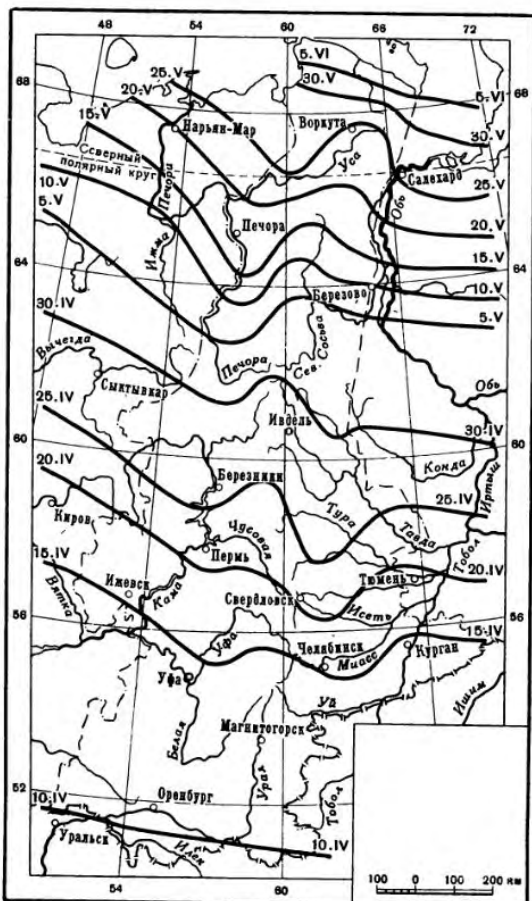 48 54 60 66 72
5.VI
25.V
30.V
20.V
68
68
5.VI
15.V
Нарьян-Мар
Воркута
30.V
Северный
полярный круг
Уса
Салехард
10.V
Печора
25.V
Обь
5.V
20.V
Ижма
Печора
15.V
64
64
10.V
Березово
5.V
30.IV
Печора
Сев. Сосьва
Вычегда
Сыктывкар
Обь
25.IV
Ивдель
60
60
30.IV
Конда
Иртыш
20.IV
Березники
25.IV
Тура
Киров
Чусовая
Тавда
Пермь
Тобол
15.IV
20.IV
Тюмень
Ижевск
Кама
Свердловск
Вятка
Исеть
56
56
15.IV
Уфа
Челябинск
Миасс
Курган
Уфа
Уй
Ишим
Белая
Магнитогорск
Урал
52
Тобол
10.IV
Оренбург
Уральск
Илек
10.IV
100 0 100 200 км
54 60